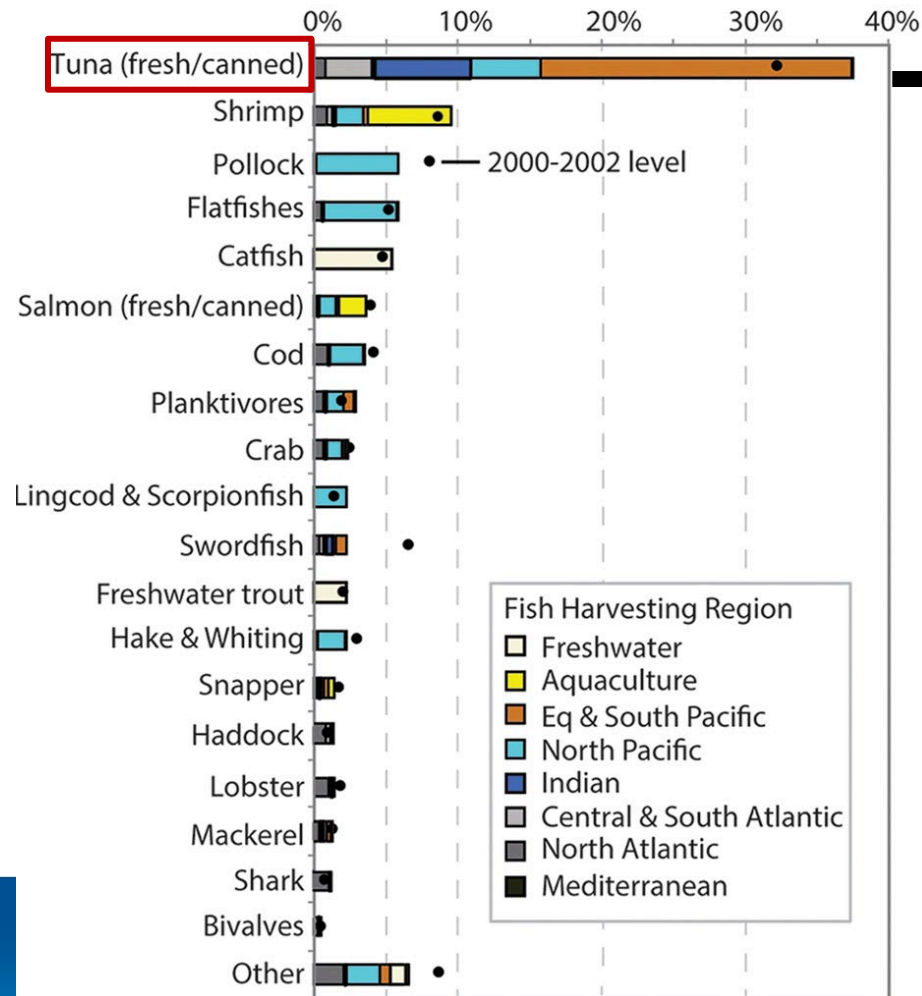 0% 10% 20% 30% 40%
Tuna (fresh/canned)
Shrimp
Pollock
2000-2002 level
Flatfishes
Catfish
Salmon (fresh/canned)
Cod
Planktivores
Crab
Lingcod & Scorpionfish
Swordfish
Freshwater trout
Hake & Whiting
Snapper
Haddock
Lobster
Mackerel
Shark
Bivalves
Other
Fish Harvesting Region
Freshwater
Aquaculture
Eq & South Pacific
North Pacific
Indian
Central & South Atlantic
North Atlantic
Mediterranean